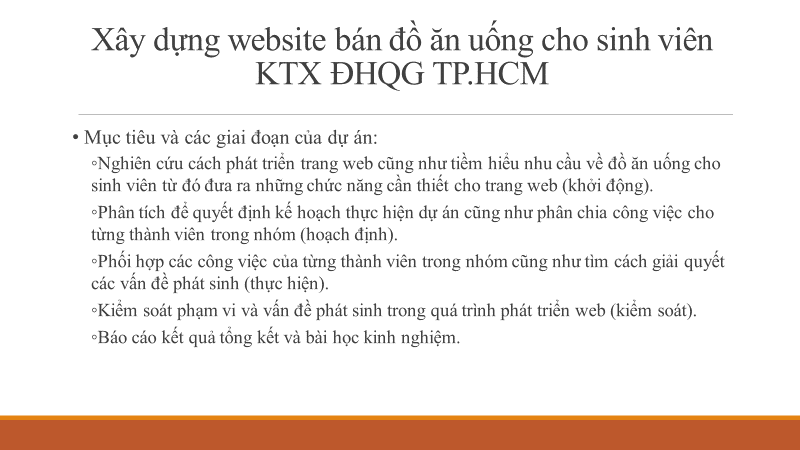 Xây dựng website bán đồ ăn uống cho sinh viên
KTX ĐHQG TP.HCM
• Mục tiêu và các giai đoạn của dự án:
◦Nghiên cứu cách phát triển trang web cũng như tiềm hiểu nhu cầu về đồ ăn uống cho
sinh viên từ đó đưa ra những chức năng cần thiết cho trang web (khởi động).
◦Phân tích để quyết định kế hoạch thực hiện dự án cũng như phân chia công việc cho
từng thành viên trong nhóm (hoạch định).
◦Phối hợp các công việc của từng thành viên trong nhóm cũng như tìm cách giải quyết
các vấn đề phát sinh (thực hiện).
◦Kiểm soát phạm vi và vấn đề phát sinh trong quá trình phát triển web (kiểm soát).
◦Báo cáo kết quả tổng kết và bài học kinh nghiệm.